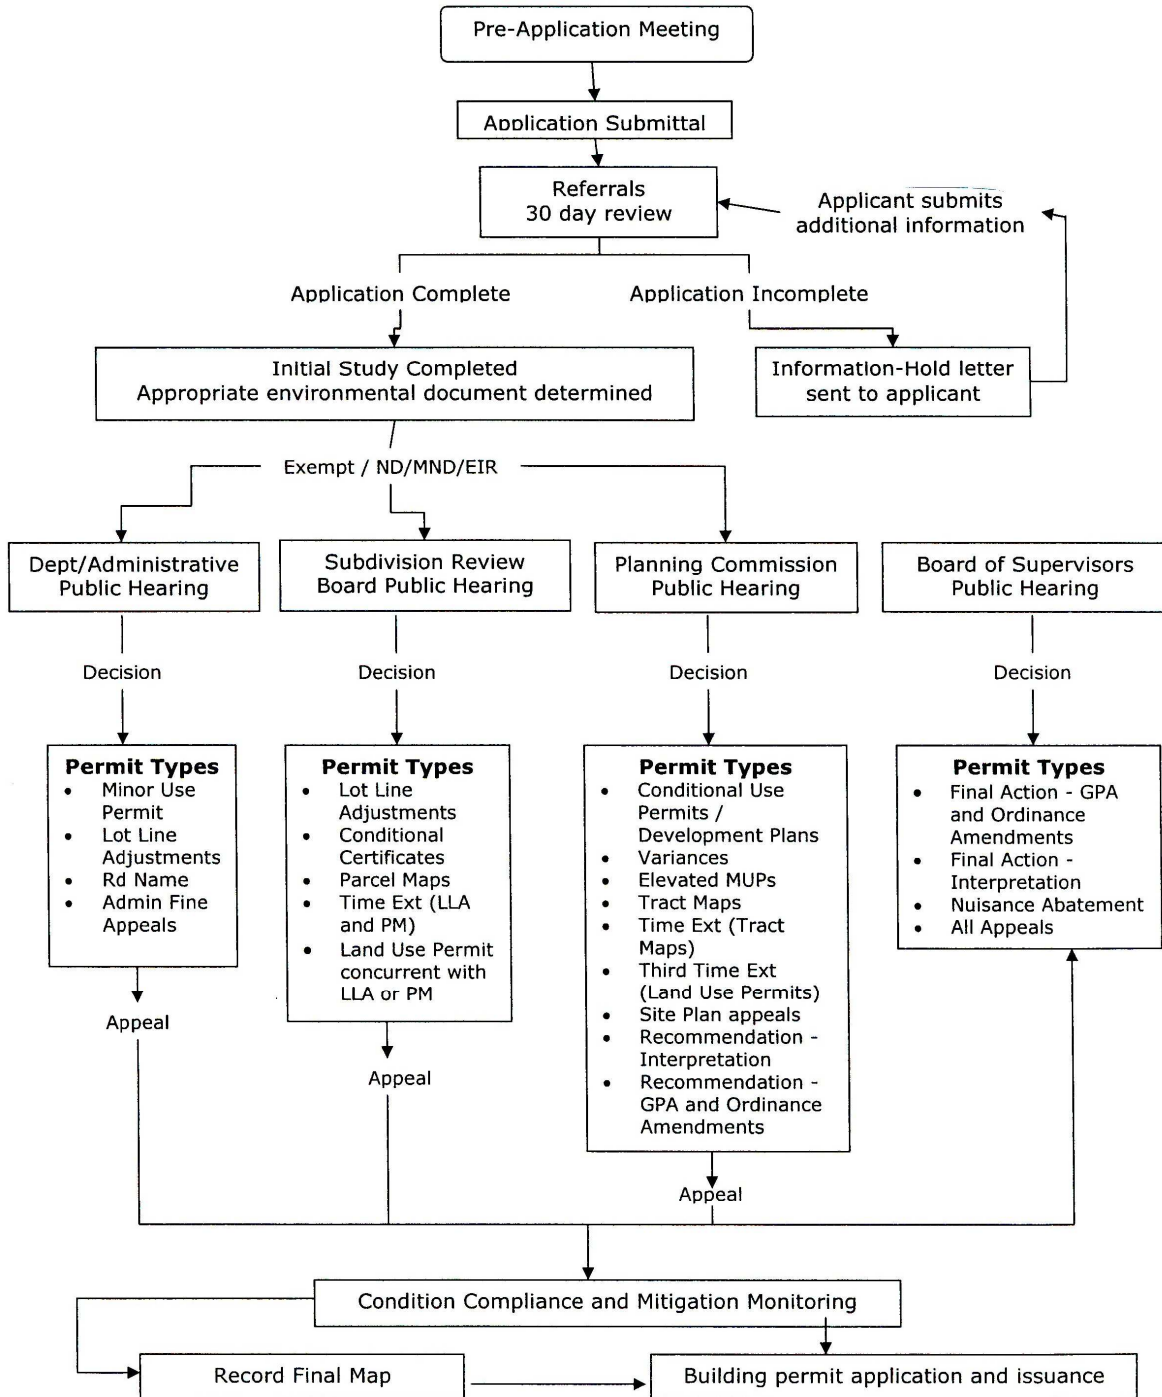 Pre-Application Meeting
Application Submittal
Referrals
30 day review
Applicant submits
additional information
Application Complete
Application Incomplete
Initial Study Completed
Appropriate environmental document determined
Information-Hold letter
sent to applicant
Exempt / ND/MND/EIR
Dept/Administrative
Public Hearing
Subdivision Review
Board Public Hearing
Planning Commission
Public Hearing
Board of Supervisors
Public Hearing
Decision
Decision
Decision
Decision
Permit Types
• Minor Use
Permit
• Lot Line
Adjustments
• Rd Name
• Admin Fine
Appeals
Appeal
Permit Types
• Lot Line
Adjustments
• Conditional
Certificates
• Parcel Maps
• Time Ext (LLA
and PM)
• Land Use Permit
concurrent with
LLA or PM
Appeal
Permit Types
• Conditional Use
Permits /
Development Plans
• Variances
• Elevated MUPs
• Tract Maps
• Time Ext (Tract
Maps)
• Third Time Ext
(Land Use Permits)
• Site Plan appeals
• Recommendation -
Interpretation
• Recommendation -
GPA and Ordinance
Amendments
Appeal
Permit Types
• Final Action - GPA
and Ordinance
Amendments
• Final Action -
Interpretation
• Nuisance Abatement
• All Appeals
Condition Compliance and Mitigation Monitoring
Record Final Map
Building permit application and issuance